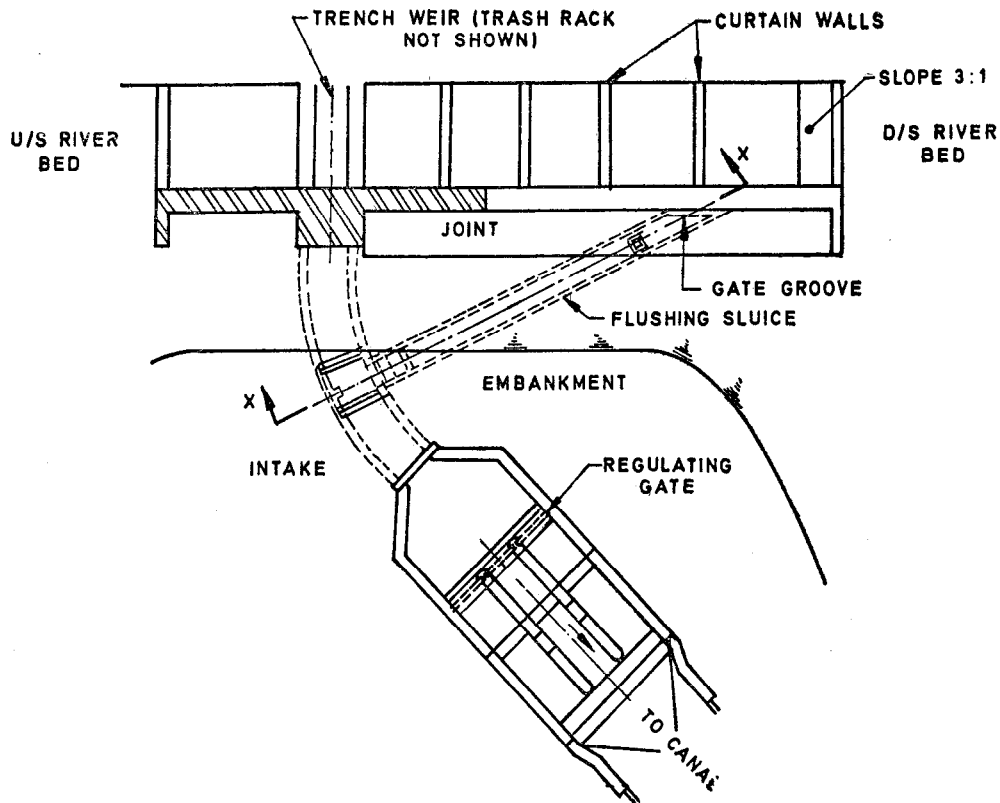 TRENCH WEIR (TRASH RACK
NOT SHOWN)
CURTAIN WALLS
SLOPE 3:1
U/S RIVER
BED
D/S RIVER
BED
X
JOINT
GATE GROOVE
FLUSHING SLUICE
EMBANKMENT
X
INTAKE
REGULATING
GATE
TO CANAL